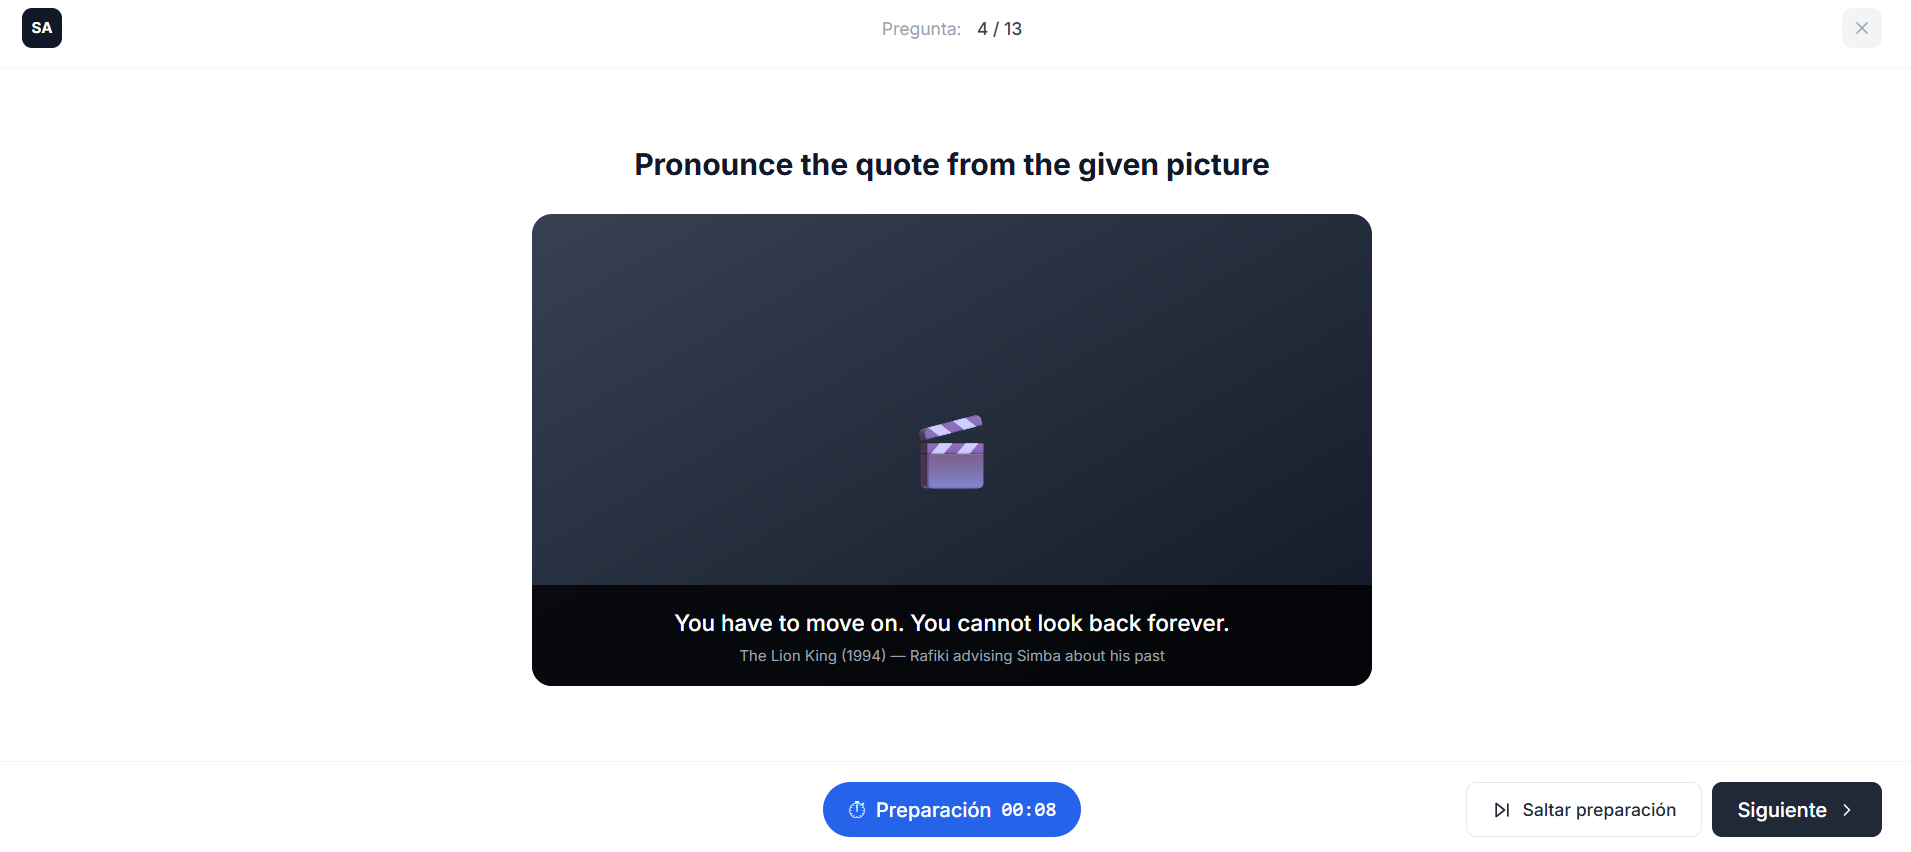 SA
Pregunta: 4 / 13
Pronounce the quote from the given picture
You have to move on. You cannot look back forever.
The Lion King (1994) — Rafiki advising Simba about his past
Preparación 00:08
Saltar preparación
Siguiente